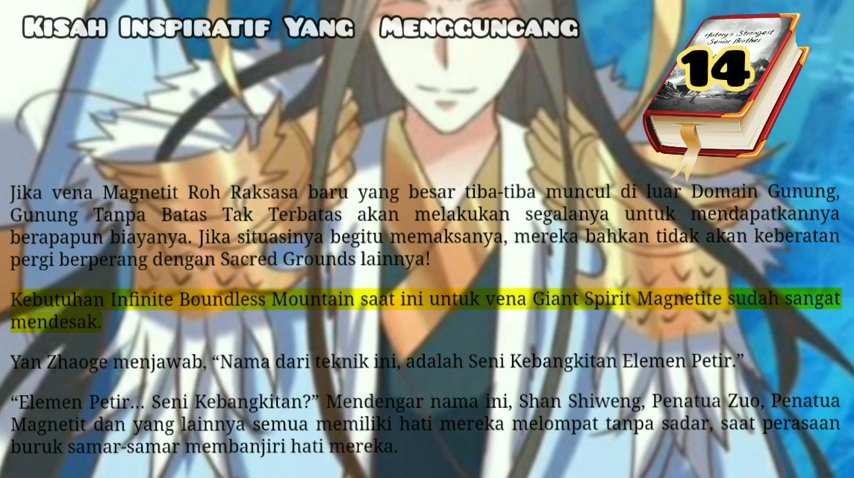 Kisah Inspiratif Yang Mengguncang
History's Strongest
Senior Brother
14
Jika vena Magnetit Roh Raksasa baru yang besar tiba-tiba muncul di luar Domain Gunung,
Gunung Tanpa Batas Tak Terbatas akan melakukan segalanya untuk mendapatkannya
berapapun biayanya. Jika situasinya begitu memaksanya, mereka bahkan tidak akan keberatan
pergi berperang dengan Sacred Grounds lainnya!
Kebutuhan Infinite Boundless Mountain saat ini untuk vena Giant Spirit Magnetite sudah sangat
mendesak.
Yan Zhaoge menjawab, “Nama dari teknik ini, adalah Seni Kebangkitan Elemen Petir.”
“Elemen Petir… Seni Kebangkitan?” Mendengar nama ini, Shan Shiweng, Penatua Zuo, Penatua
Magnetit dan yang lainnya semua memiliki hati mereka melompat tanpa sadar, saat perasaan
buruk samar-samar membanjiri hati mereka.